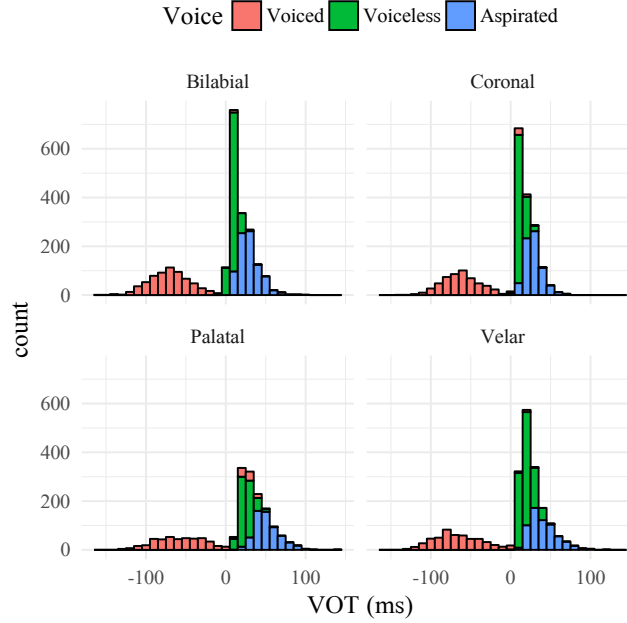 Voice Voiced Voiceless Aspirated
Bilabial Coronal
600
400
200
0
Palatal Velar
600
400
200
0
-100 0 100 -100 0 100
count
VOT (ms)